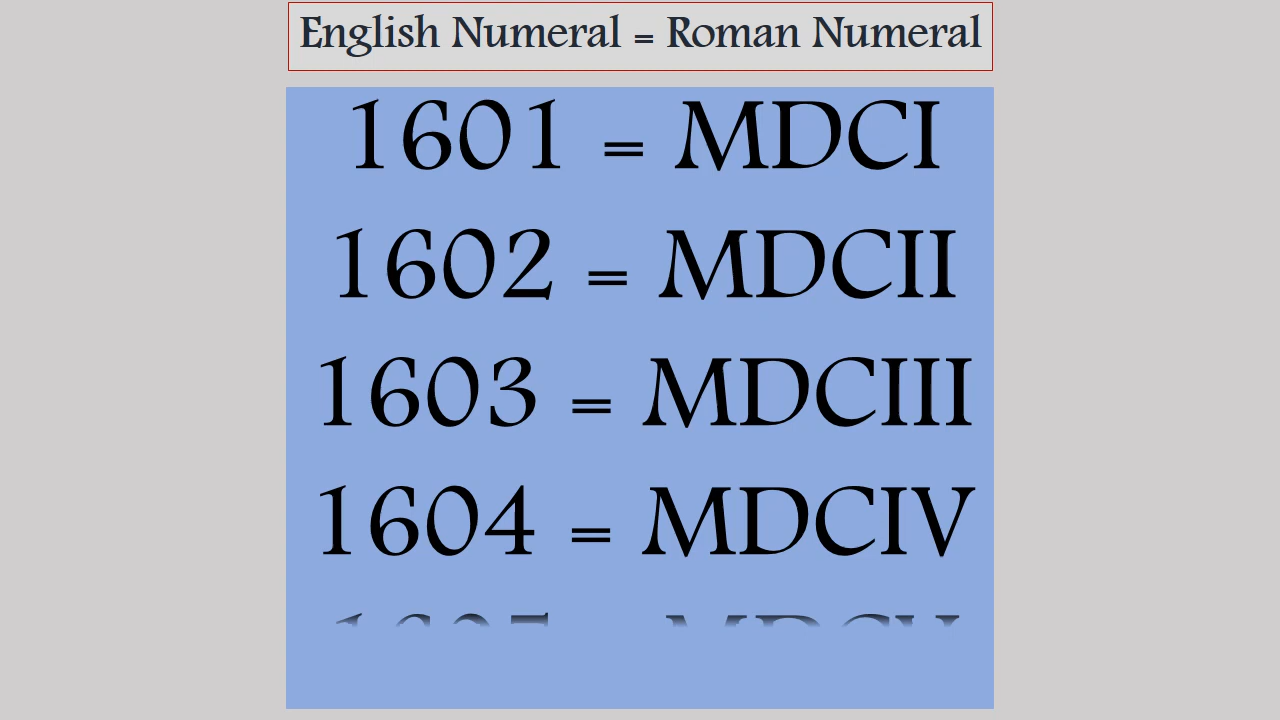 English Numeral = Roman Numeral
1601 = MDCI
1602 = MDCII
1603 = MDCIII
1604 = MDCIV